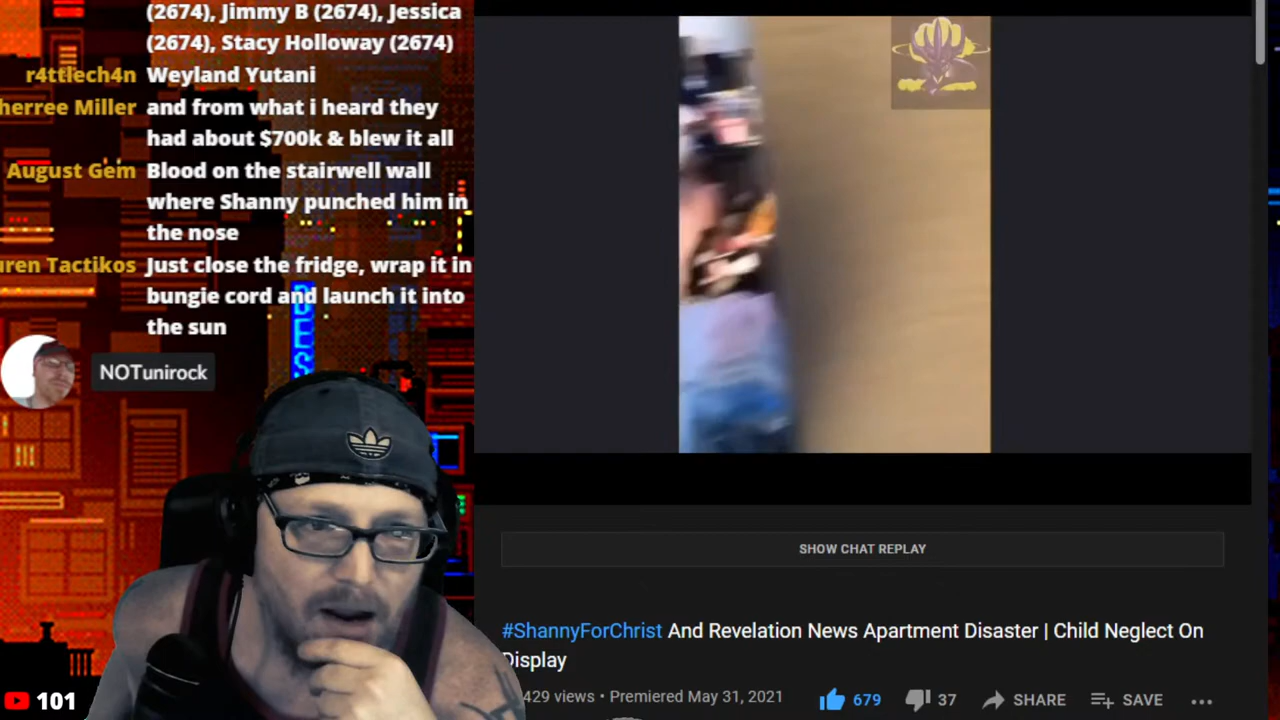 (2674), Jimmy B (2674), Jessica
(2674), Stacy Holloway (2674)
r4ttlech4n Weyland Yutani
herree Miller and from what i heard they
had about $700k & blew it all
August Gem Blood on the stairwell wall
where Shanny punched him in
the nose
uren Tactikos Just close the fridge, wrap it in
bungie cord and launch it into
the sun
NOTunirock
SHOW CHAT REPLAY
#ShannyForChrist And Revelation News Apartment Disaster | Child Neglect On
Display
429 views • Premiered May 31, 2021
679
37
SHARE
SAVE
101